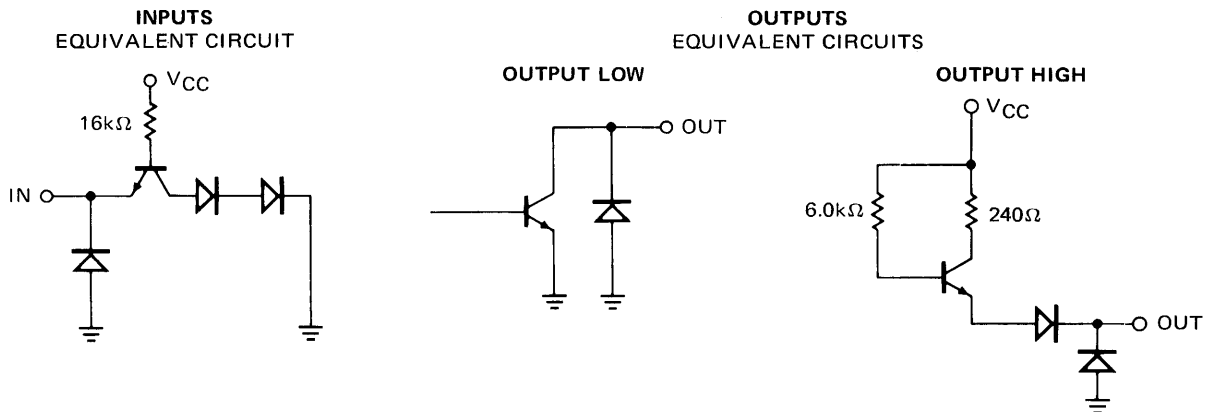 INPUTS
EQUIVALENT CIRCUIT
VCC
16kΩ
IN
OUTPUTS
EQUIVALENT CIRCUITS
OUTPUT LOW
OUT
OUTPUT HIGH
VCC
6.0kΩ
240Ω
OUT